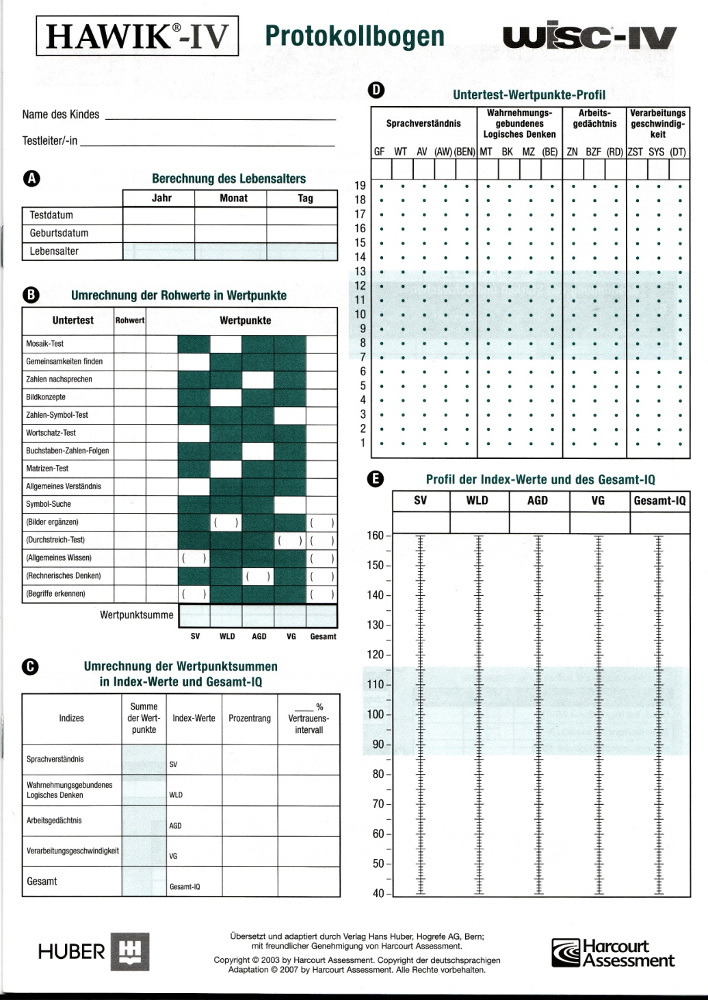 HAWIK®-IV
Protokollbogen
WISC-IV
Name des Kindes
Testleiter/-in
A
Berechnung des Lebensalters
Jahr Monat Tag
Testdatum
Geburtsdatum
Lebensalter
B
Umrechnung der Rohwerte in Wertpunkte
Untertest Rohwert Wertpunkte
Mosaik-Test
Gemeinsamkeiten finden
Zahlen nachsprechen
Bildkonzepte
Zahlen-Symbol-Test
Wortschatz-Test
Buchstaben-Zahlen-Folgen
Matrizen-Test
Allgemeines Verständnis
Symbol-Suche
(Bilder ergänzen) ( ) ( )
(Durchstreich-Test) ( ) ( )
(Allgemeines Wissen) ( ) ( )
(Rechnerisches Denken) ( ) ( )
(Begriffe erkennen) ( ) ( )
Wertpunktsumme
SV WLD AGD VG Gesamt
C
Umrechnung der Wertpunktsummen
in Index-Werte und Gesamt-IQ
Indizes
Summe
der Wert-
punkte
Index-Werte
Prozentrang
____ %
Vertrauens-
intervall
Sprachverständnis
SV
Wahrnehmungsgebundenes
Logisches Denken
WLD
Arbeitsgedächtnis
AGD
Verarbeitungsgeschwindigkeit
VG
Gesamt
Gesamt-IQ
D
Untertest-Wertpunkte-Profil
Sprachverständnis
Wahrnehmungs-
gebundenes
Logisches Denken
Arbeits-
gedächtnis
Verarbeitungs
geschwindig-
keit
GF WT AV (AW) (BEN) MT BK MZ (BE) ZN BZF (RD) ZST SYS (DT)
19
18
17
16
15
14
13
12
11
10
9
8
7
6
5
4
3
2
1
E
Profil der Index-Werte und des Gesamt-IQ
SV WLD AGD VG Gesamt-IQ
160
150
140
130
120
110
100
90
80
70
60
50
40
HUBER
Übersetzt und adaptiert durch Verlag Hans Huber, Hogrefe AG, Bern;
mit freundlicher Genehmigung von Harcourt Assessment.
Copyright © 2003 by Harcourt Assessment. Copyright der deutschsprachigen
Adaptation © 2007 by Harcourt Assessment. Alle Rechte vorbehalten.
Harcourt
Assessment